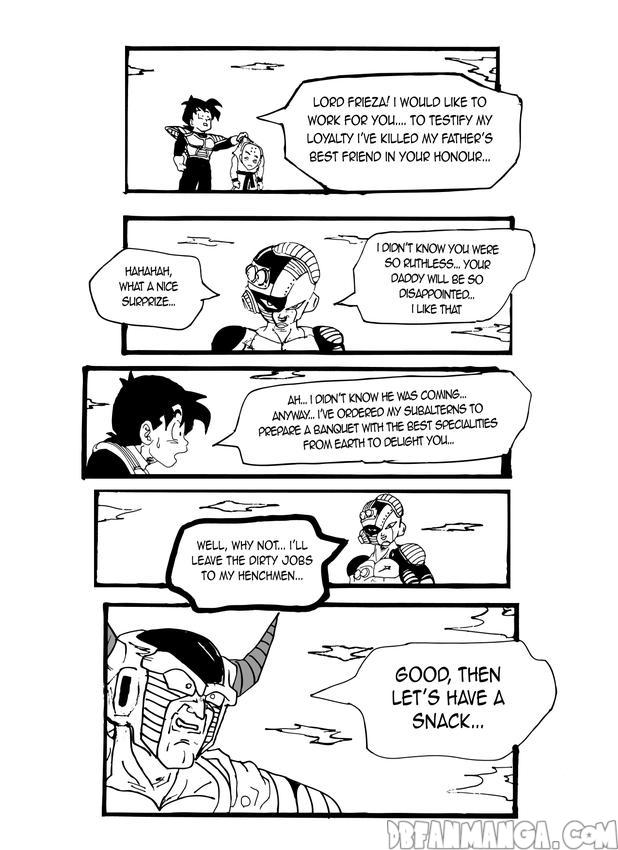 LORD FRIEZA! I WOULD LIKE TO
WORK FOR YOU.... TO TESTIFY MY
LOYALTY I'VE KILLED MY FATHER'S
BEST FRIEND IN YOUR HONOUR...
HAHAHAH,
WHAT A NICE
SURPRIZE...
I DIDN'T KNOW YOU WERE
SO RUTHLESS... YOUR
DADDY WILL BE SO
DISAPPOINTED...
I LIKE THAT
AH... I DIDN'T KNOW HE WAS COMING...
ANYWAY... I'VE ORDERED MY SUBALTERNS TO
PREPARE A BANQUET WITH THE BEST SPECIALITIES
FROM EARTH TO DELIGHT YOU...
WELL, WHY NOT... I'LL
LEAVE THE DIRTY JOBS
TO MY HENCHMEN...
GOOD, THEN
LET'S HAVE A
SNACK...
DBFANMANGA.COM